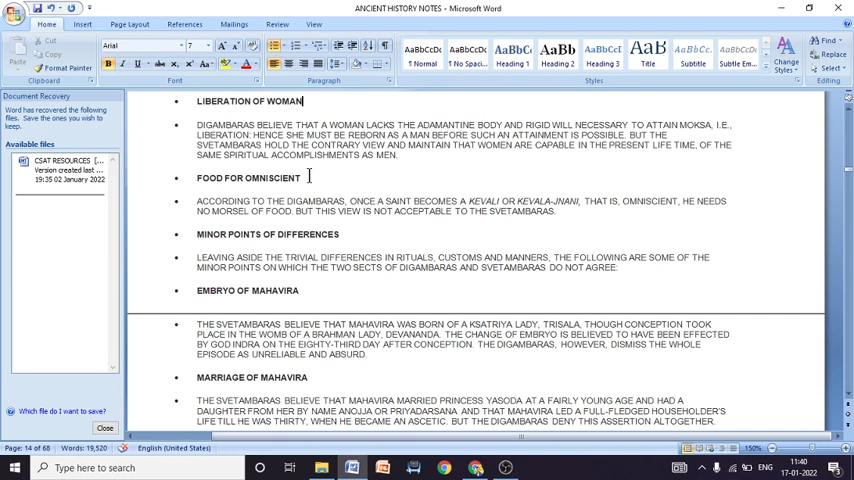 ANCIENT HISTORY NOTES - Microsoft Word
Home Insert Page Layout References Mailings Review View
Cut
Copy
Format Painter
Paste
Clipboard
Arial 7
Font
Paragraph
AaBbCcDc AaBbCcDc AaBbC AaBb AaBbCc AaB AaBbCcDc
¶ Normal ¶ No Spaci... Heading 1 Heading 2 Heading 3 Title Subtitle
Styles
Change Styles
Find
Replace
Select
Editing
Document Recovery
Word has recovered the following files. Save the ones you wish to keep.
Available files
CSAT RESOURCES [...
Version created last ...
19:35 02 January 2022
Which file do I want to save?
Close
• LIBERATION OF WOMAN
• DIGAMBARAS BELIEVE THAT A WOMAN LACKS THE ADAMANTINE BODY AND RIGID WILL NECESSARY TO ATTAIN MOKSA, I.E.,
LIBERATION: HENCE SHE MUST BE REBORN AS A MAN BEFORE SUCH AN ATTAINMENT IS POSSIBLE. BUT THE
SVETAMBARAS HOLD THE CONTRARY VIEW AND MAINTAIN THAT WOMEN ARE CAPABLE IN THE PRESENT LIFE TIME, OF THE
SAME SPIRITUAL ACCOMPLISHMENTS AS MEN.
• FOOD FOR OMNISCIENT
• ACCORDING TO THE DIGAMBARAS, ONCE A SAINT BECOMES A KEVALI OR KEVALA-JNANI, THAT IS, OMNISCIENT, HE NEEDS
NO MORSEL OF FOOD. BUT THIS VIEW IS NOT ACCEPTABLE TO THE SVETAMBARAS.
• MINOR POINTS OF DIFFERENCES
• LEAVING ASIDE THE TRIVIAL DIFFERENCES IN RITUALS, CUSTOMS AND MANNERS, THE FOLLOWING ARE SOME OF THE
MINOR POINTS ON WHICH THE TWO SECTS OF DIGAMBARAS AND SVETAMBARAS DO NOT AGREE:
• EMBRYO OF MAHAVIRA
• THE SVETAMBARAS BELIEVE THAT MAHAVIRA WAS BORN OF A KSATRIYA LADY, TRISALA, THOUGH CONCEPTION TOOK
PLACE IN THE WOMB OF A BRAHMAN LADY, DEVANANDA. THE CHANGE OF EMBRYO IS BELIEVED TO HAVE BEEN EFFECTED
BY GOD INDRA ON THE EIGHTY-THIRD DAY AFTER CONCEPTION. THE DIGAMBARAS, HOWEVER, DISMISS THE WHOLE
EPISODE AS UNRELIABLE AND ABSURD.
• MARRIAGE OF MAHAVIRA
• THE SVETAMBARAS BELIEVE THAT MAHAVIRA MARRIED PRINCESS YASODA AT A FAIRLY YOUNG AGE AND HAD A
DAUGHTER FROM HER BY NAME ANOJJA OR PRIYADARSANA AND THAT MAHAVIRA LED A FULL-FLEDGED HOUSEHOLDER'S
LIFE TILL HE WAS THIRTY, WHEN HE BECAME AN ASCETIC. BUT THE DIGAMBARAS DENY THIS ASSERTION ALTOGETHER.
Page: 14 of 68 Words: 19,520 English (United States) 150%
Type here to search
ENG
11:40
17-01-2022